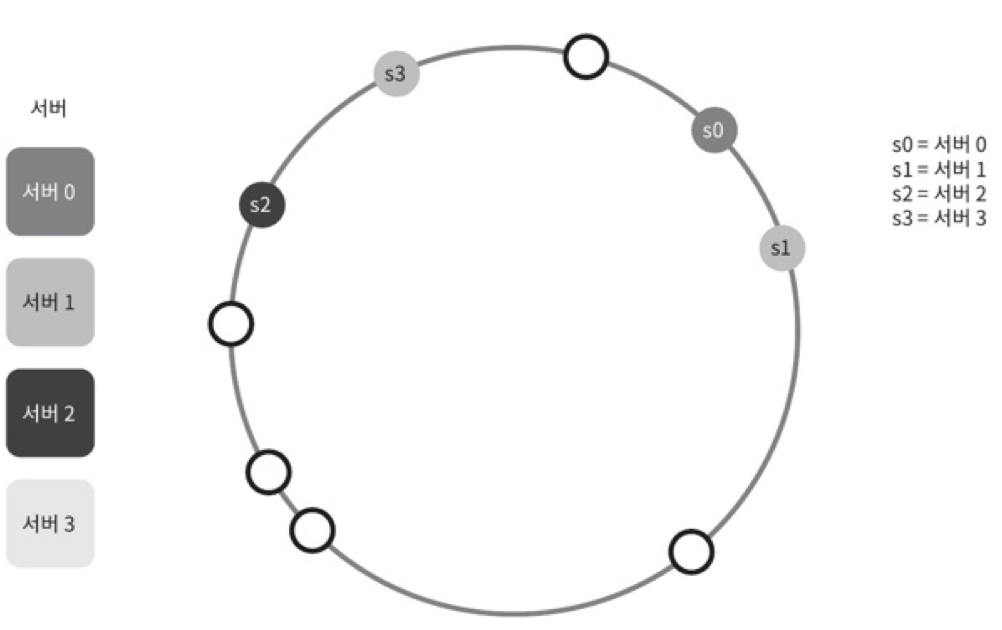 서버
서버 0
서버 1
서버 2
서버 3
s3
s0
s2
s1
s0 = 서버 0
s1 = 서버 1
s2 = 서버 2
s3 = 서버 3